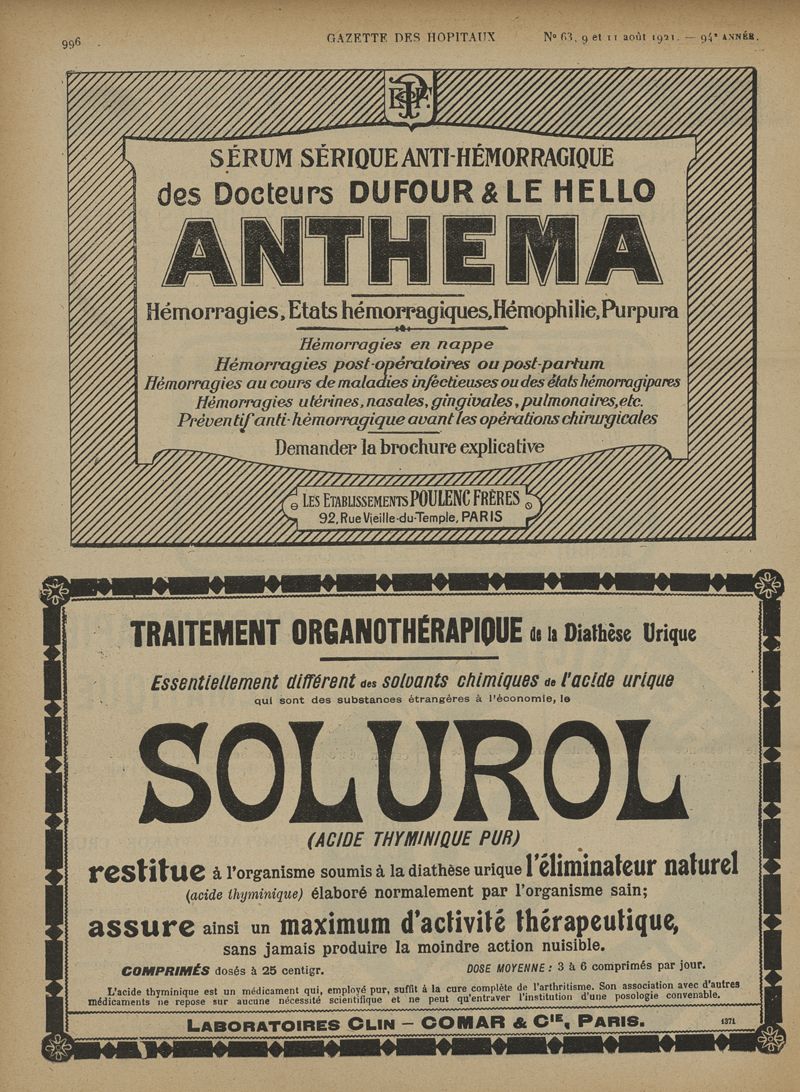 996
GAZETTE DES HOPITAUX
Nº 63, 9 et 11 août 1921. — 94e ANNÉE.
E P F.
SÉRUM SÉRIQUE ANTI-HÉMORRAGIQUE
des Docteurs DUFOUR & LE HELLO
ANTHEMA
Hémorragies, Etats hémorragiques, Hémophilie, Purpura
Hémorragies en nappe
Hémorragies post-opératoires ou post-partum
Hémorragies au cours de maladies infectieuses ou des états hémorragipares
Hémorragies utérines, nasales, gingivales, pulmonaires, etc.
Préventif anti-hémorragique avant les opérations chirurgicales
Demander la brochure explicative
LES ETABLISSEMENTS POULENC FRÈRES
92, Rue Vieille-du-Temple, PARIS
TRAITEMENT ORGANOTHÉRAPIQUE de la Diathèse Urique
Essentiellement différent des solvants chimiques de l'acide urique
qui sont des substances étrangères à l'économie, le
SOLUROL
(ACIDE THYMINIQUE PUR)
restitue à l'organisme soumis à la diathèse urique l'éliminateur naturel
(acide thyminique) élaboré normalement par l'organisme sain;
assure ainsi un maximum d'activité thérapeutique,
sans jamais produire la moindre action nuisible.
COMPRIMÉS dosés à 25 centigr. DOSE MOYENNE : 3 à 6 comprimés par jour.
L'acide thyminique est un médicament qui, employé pur, suffit à la cure complète de l'arthritisme. Son association avec d'autres
médicaments ne repose sur aucune nécessité scientifique et ne peut qu'entraver l'institution d'une posologie convenable.
LABORATOIRES CLIN — COMAR & CIE, PARIS. 1371